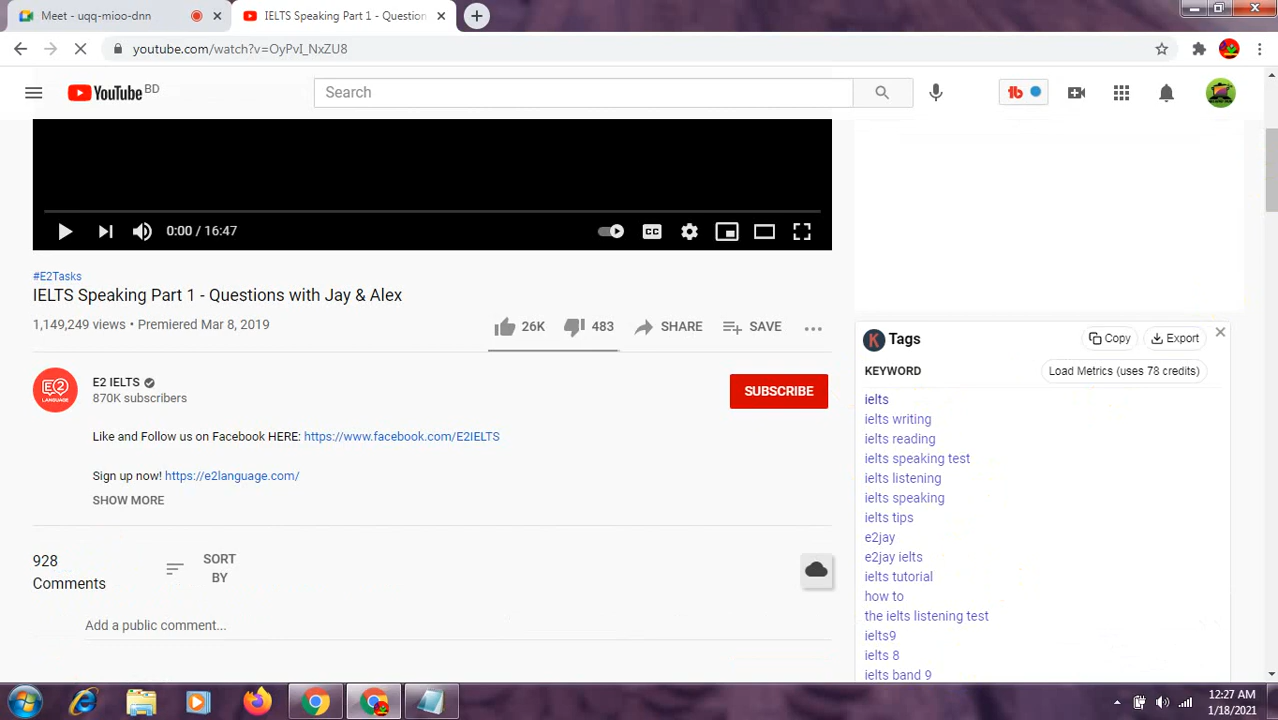 Meet - uqq-mioo-dnn
IELTS Speaking Part 1 - Question
youtube.com/watch?v=OyPvI_NxZU8
YouTube BD
Search
#E2Tasks
0:00 / 16:47
CC
IELTS Speaking Part 1 - Questions with Jay & Alex
1,149,249 views • Premiered Mar 8, 2019
26K 483 SHARE SAVE
E2 IELTS
870K subscribers
SUBSCRIBE
E2
LANGUAGE
Like and Follow us on Facebook HERE: https://www.facebook.com/E2IELTS
Sign up now! https://e2language.com/
SHOW MORE
928
Comments
SORT
BY
Add a public comment...
K Tags
Copy
Export
KEYWORD
Load Metrics (uses 78 credits)
ielts
ielts writing
ielts reading
ielts speaking test
ielts listening
ielts speaking
ielts tips
e2jay
e2jay ielts
ielts tutorial
how to
the ielts listening test
ielts9
ielts 8
ielts band 9
12:27 AM
1/18/2021